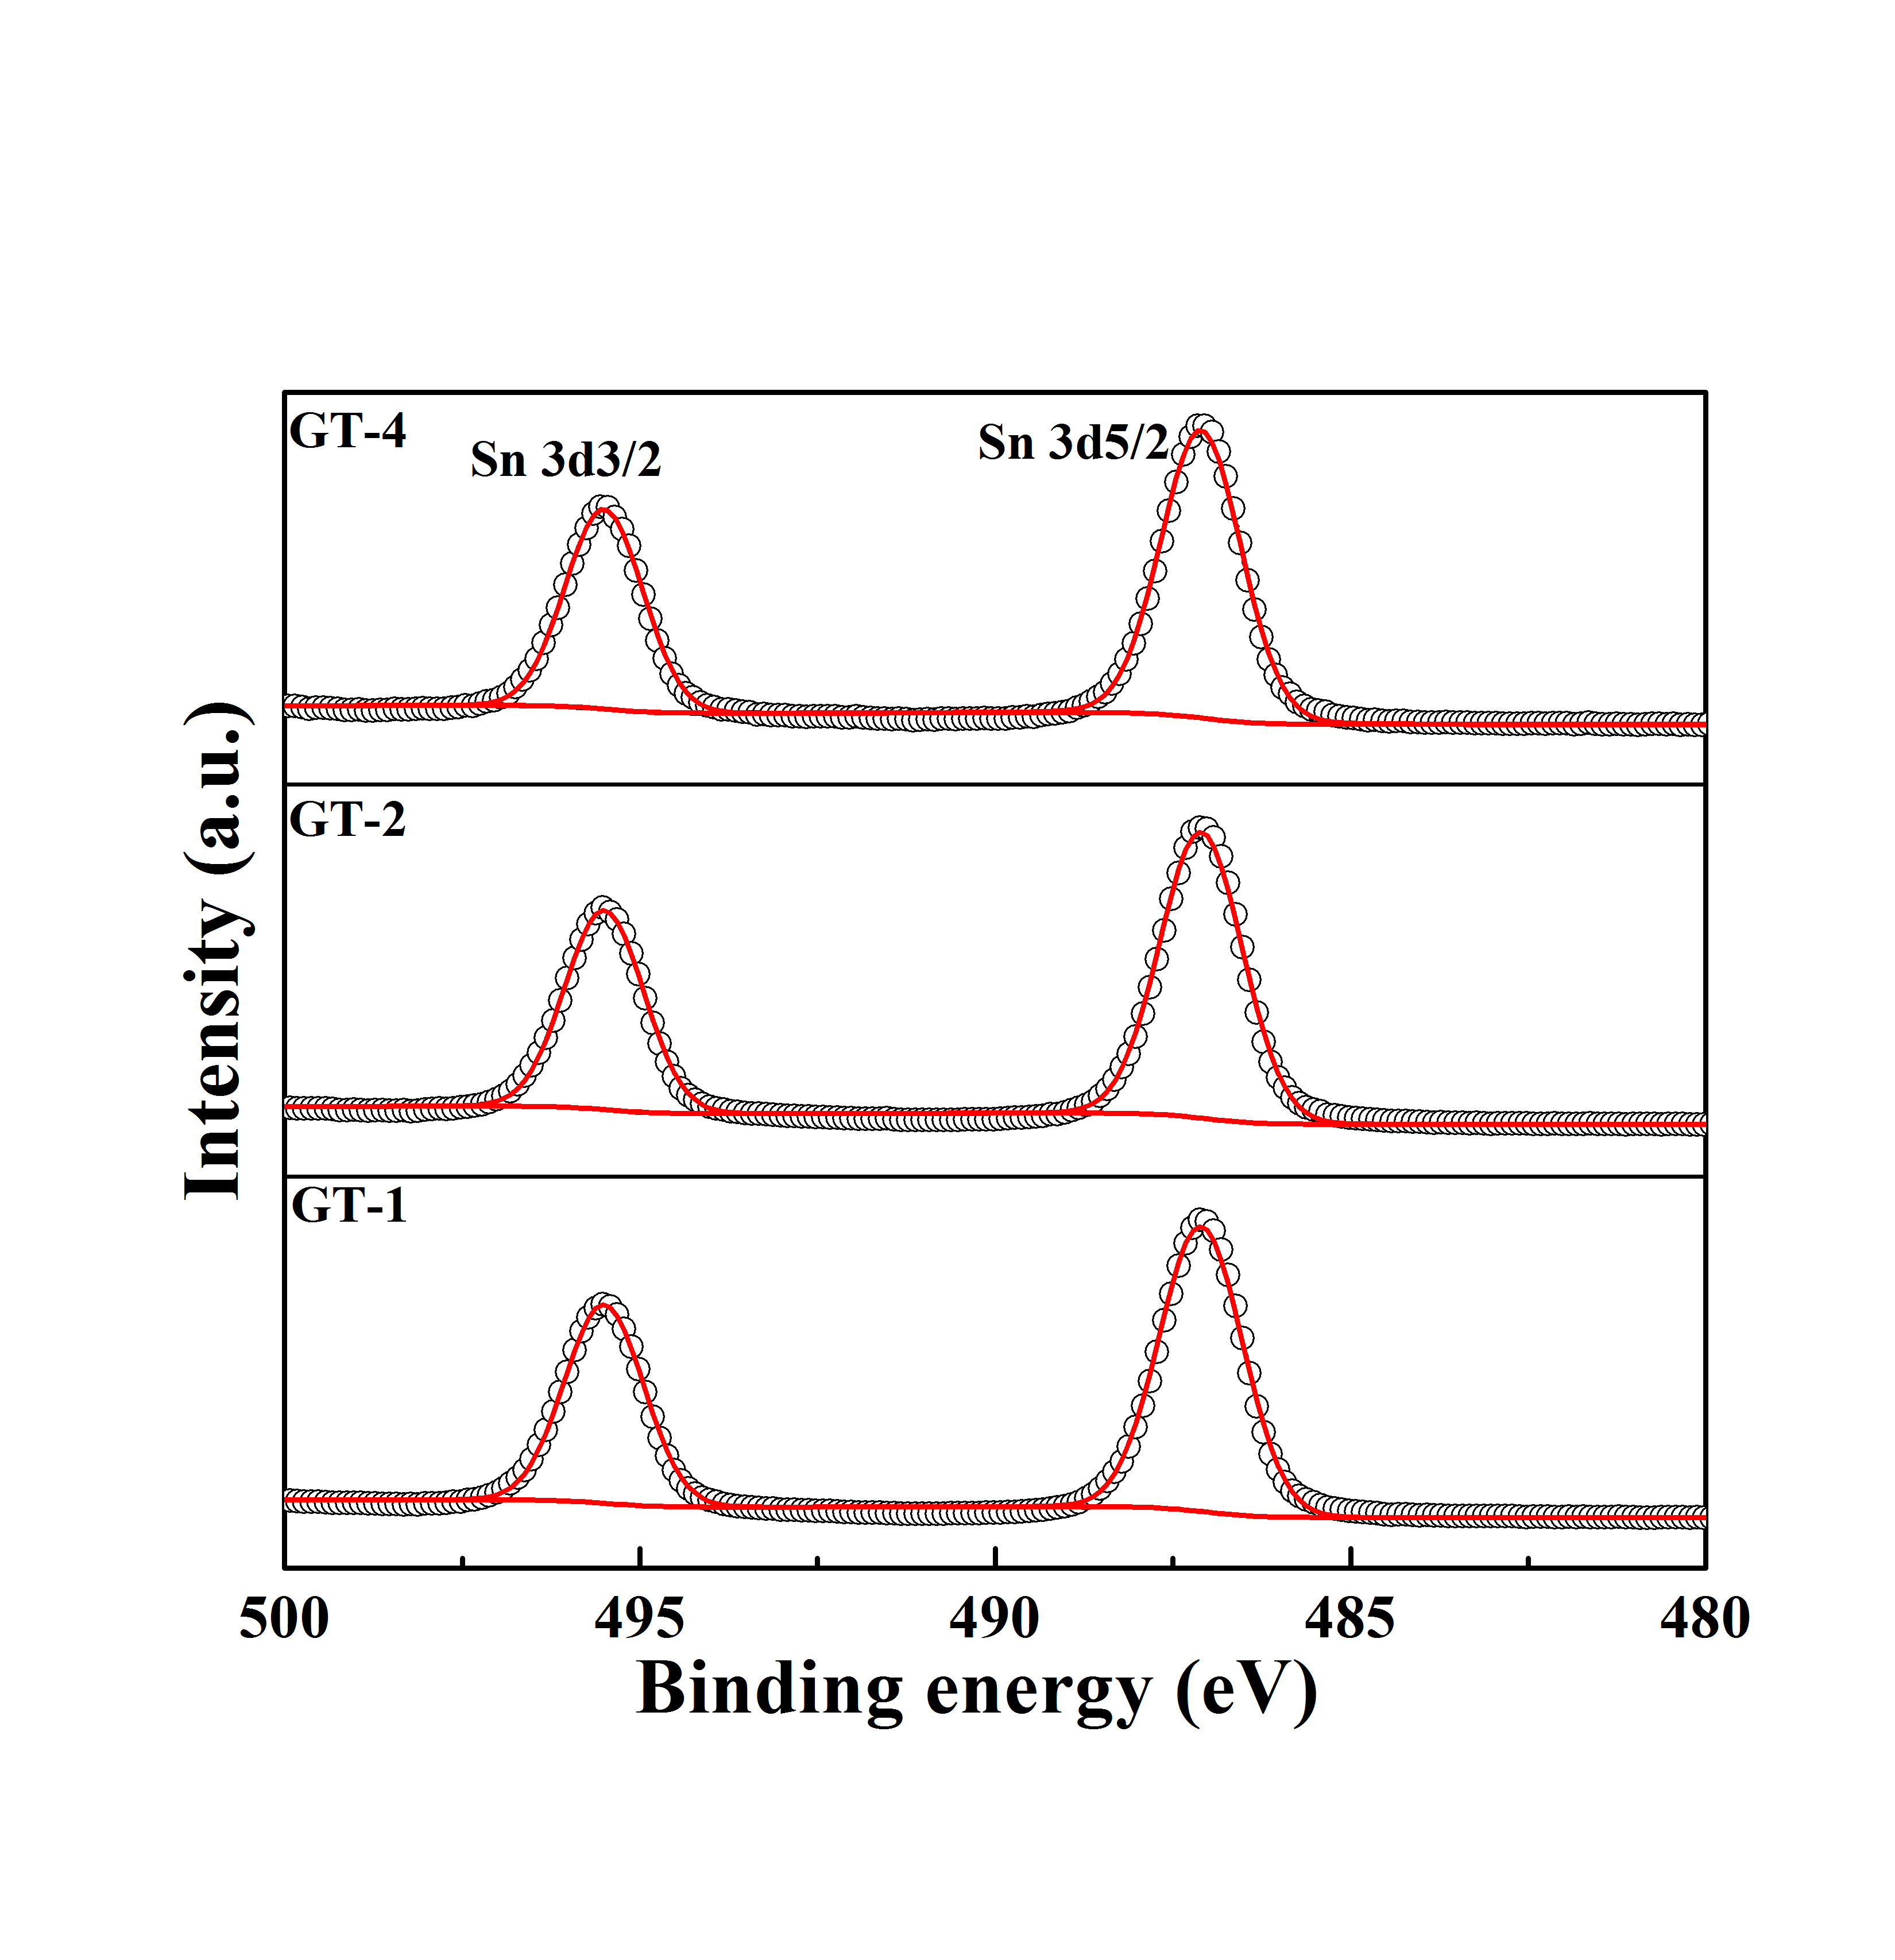 GT-4
Sn 3d3/2
Sn 3d5/2
GT-2
GT-1
Intensity (a.u.)
500 495 490 485 480
Binding energy (eV)